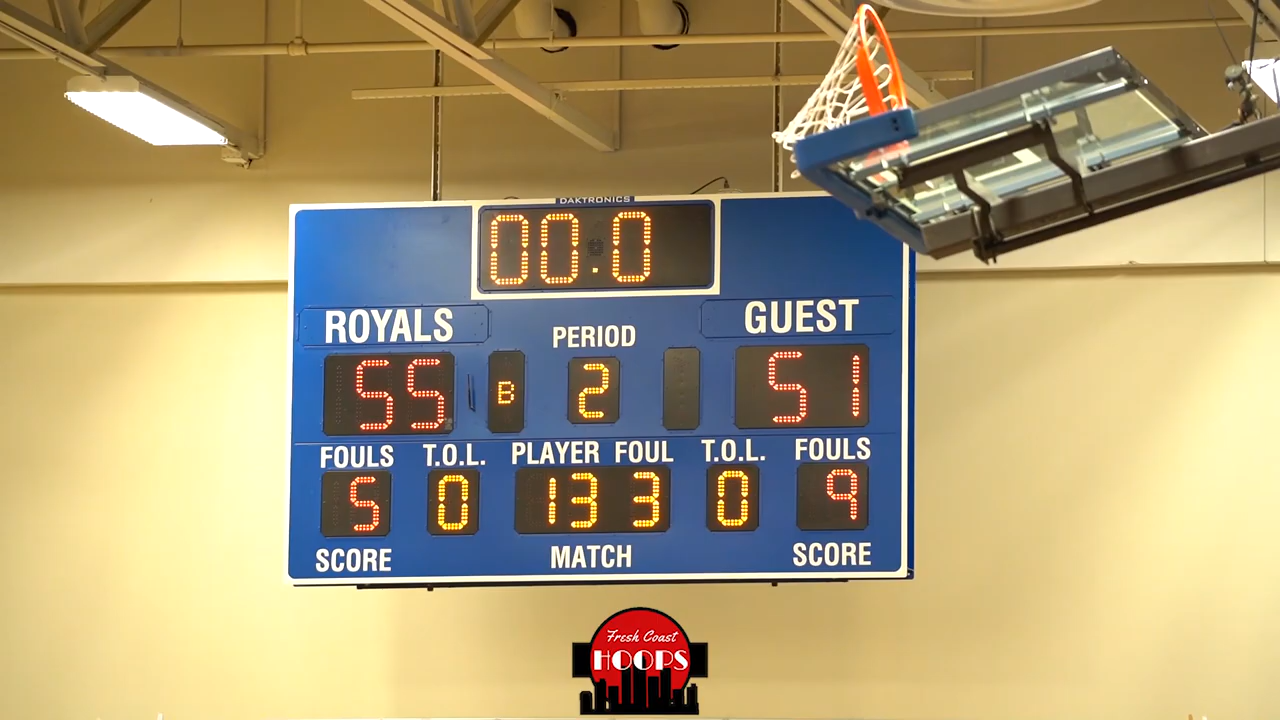 DAKTRONICS
00.0
ROYALS
PERIOD
GUEST
55
B
2
51
FOULS
T.O.L.
PLAYER FOUL
T.O.L.
FOULS
5
0
13 3
0
9
SCORE
MATCH
SCORE
Fresh Coast
HOOPS